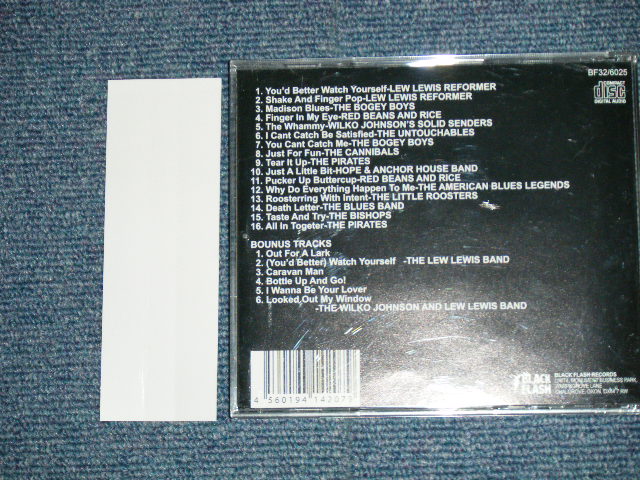 BF32/6025
COMPACT
disc
DIGITAL AUDIO
1. You'd Better Watch Yourself-LEW LEWIS REFORMER
2. Shake And Finger Pop-LEW LEWIS REFORMER
3. Madison Blues-THE BOGEY BOYS
4. Finger In My Eye-RED BEANS AND RICE
5. The Whammy-WILKO JOHNSON'S SOLID SENDERS
6. I Cant Catch Be Satisfied-THE UNTOUCHABLES
7. You Cant Catch Me-THE BOGEY BOYS
8. Just For Fun-THE CANNIBALS
9. Tear It Up-THE PIRATES
10. Just A Little Bit-HOPE & ANCHOR HOUSE BAND
11. Pucker Up Buttercup-RED BEANS AND RICE
12. Why Do Everything Happen To Me-THE AMERICAN BLUES LEGENDS
13. Roosterring With Intent-THE LITTLE ROOSTERS
14. Death Letter-THE BLUES BAND
15. Taste And Try-THE BISHOPS
16. All In Togeter-THE PIRATES
BOUNUS TRACKS
1. Out For A Lark
2. (You'd Better) Watch Yourself -THE LEW LEWIS BAND
3. Caravan Man
4. Bottle Up And Go!
5. I Wanna Be Your Lover
6. Looked Out My Window
-THE WILKO JOHNSON AND LEW LEWIS BAND
4 560194 142079
BLACK FLASH
BLACK FLASH RECORDS
MONUMENT BUSINESS PARK,